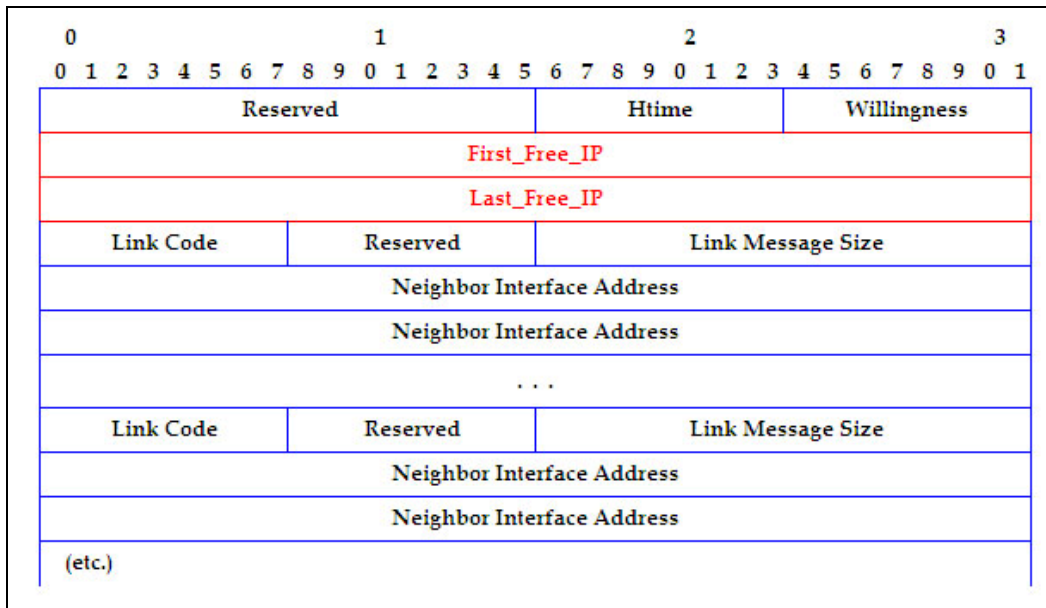 0 1 2 3
0 1 2 3 4 5 6 7 8 9 0 1 2 3 4 5 6 7 8 9 0 1 2 3 4 5 6 7 8 9 0 1
Reserved Htime Willingness
First_Free_IP
Last_Free_IP
Link Code Reserved Link Message Size
Neighbor Interface Address
Neighbor Interface Address
. . .
Link Code Reserved Link Message Size
Neighbor Interface Address
Neighbor Interface Address
(etc.)